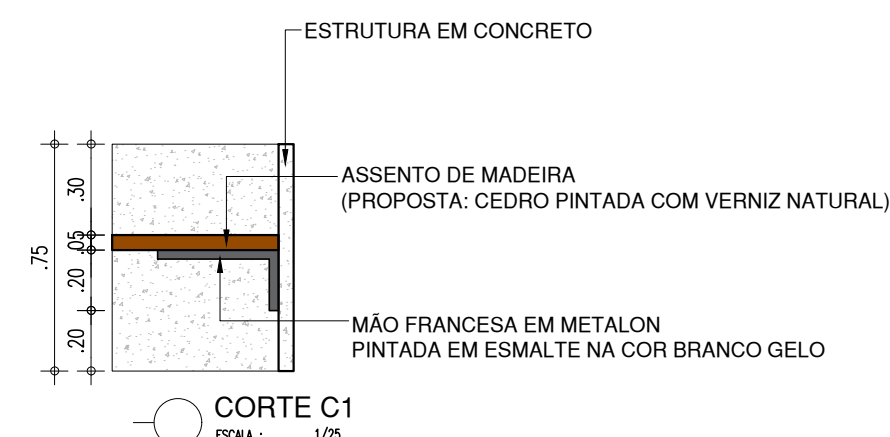 ESTRUTURA EM CONCRETO
ASSENTO DE MADEIRA
(PROPOSTA: CEDRO PINTADA COM VERNIZ NATURAL)
.75
.30
.05
.20
.20
MÃO FRANCESA EM METALON
PINTADA EM ESMALTE NA COR BRANCO GELO
CORTE C1
ESCALA : 1/25